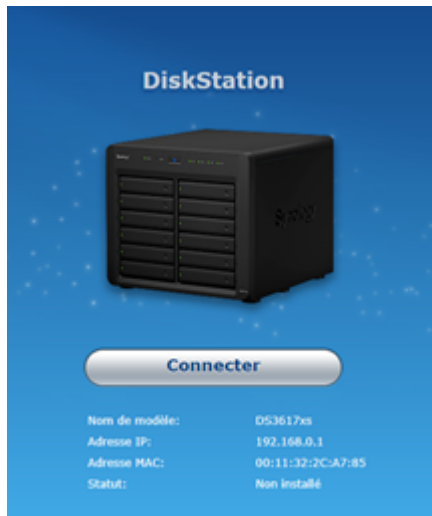 DiskStation
Synology
Connecter
Nom de modèle: DS3617xs
Adresse IP: 192.168.0.1
Adresse MAC: 00:11:32:2C:A7:85
Statut: Non installé